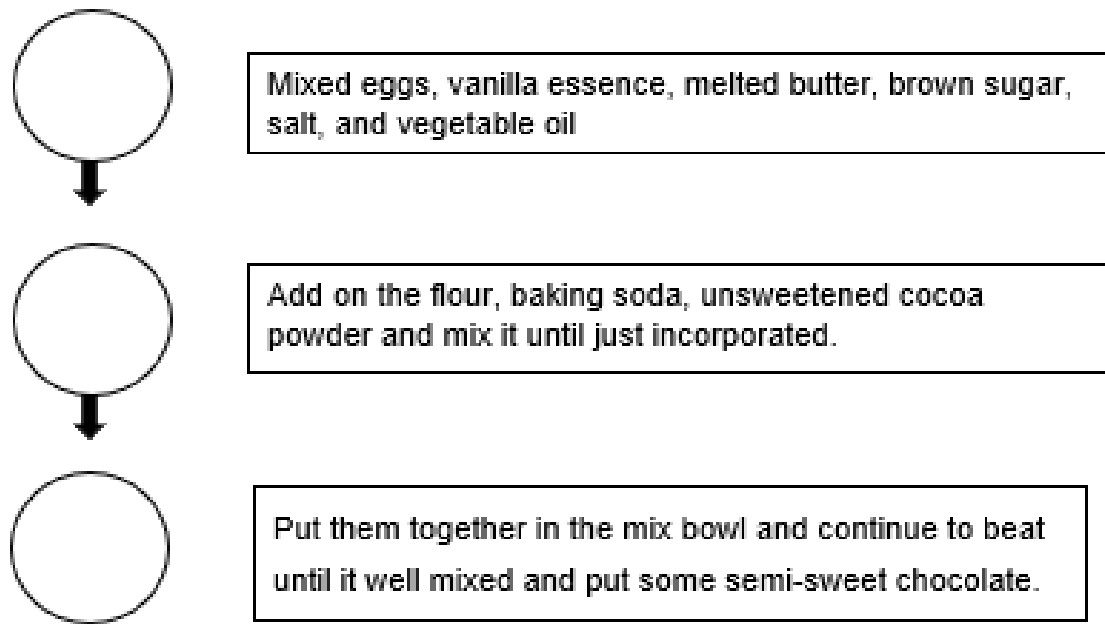 Mixed eggs, vanilla essence, melted butter, brown sugar,
salt, and vegetable oil
Add on the flour, baking soda, unsweetened cocoa
powder and mix it until just incorporated.
Put them together in the mix bowl and continue to beat
until it well mixed and put some semi-sweet chocolate.